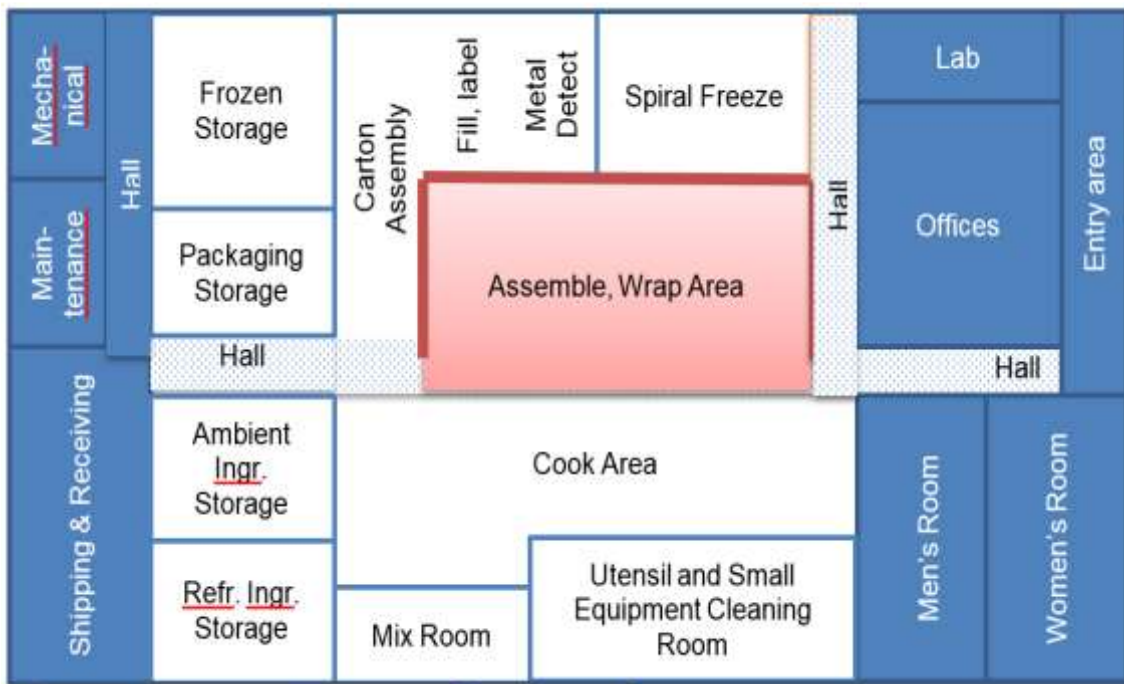 Mecha-
nical
Hall
Frozen
Storage
Carton
Assembly
Fill, label
Metal
Detect
Spiral Freeze
Hall
Lab
Offices
Entry area
Main-
tenance
Packaging
Storage
Assemble, Wrap Area
Hall
Hall
Shipping & Receiving
Ambient
Ingr.
Storage
Cook Area
Men's Room
Women's Room
Refr. Ingr.
Storage
Mix Room
Utensil and Small
Equipment Cleaning
Room